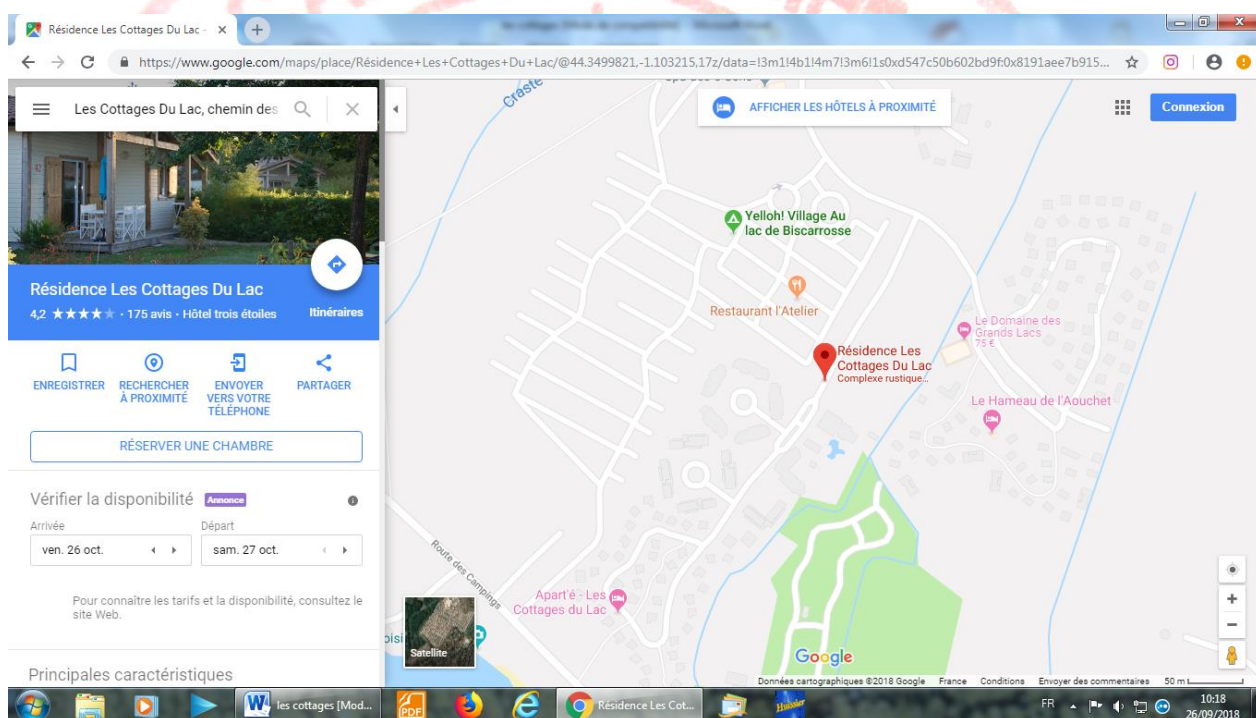 Résidence Les Cottages Du Lac -
https://www.google.com/maps/place/Résidence+Les+Cottages+Du+Lac/@44.3499821,-1.103215,17z/data=!3m1!4b1!4m7!3m6!1s0xd547c50b602bd9f:0x8191aee7b915...
Les Cottages Du Lac, chemin des
AFFICHER LES HÔTELS À PROXIMITÉ
Connexion
Résidence Les Cottages Du Lac
4,2 ★★★★★ · 175 avis · Hôtel trois étoiles
Itinéraires
ENREGISTRER
RECHERCHER
À PROXIMITÉ
ENVOYER
VERS VOTRE
TÉLÉPHONE
PARTAGER
RÉSERVER UNE CHAMBRE
Vérifier la disponibilité Annonce
Arrivée
Départ
ven. 26 oct.
sam. 27 oct.
Pour connaître les tarifs et la disponibilité, consultez le
site Web.
Principales caractéristiques
Craste
Yelloh! Village Au
lac de Biscarrosse
Restaurant l'Atelier
Le Domaine des
Grands Lacs
75 €
Résidence Les
Cottages Du Lac
Complexe rustique...
Le Hameau de l'Aouchet
Route des Campings
Apart'é - Les
Cottages du Lac
Satellite
Google
Données cartographiques ©2018 Google France Conditions Envoyer des commentaires 50 m
les cottages [Mod...
PDF
Résidence Les Cot...
Huissier
FR
10:18
26/09/2018